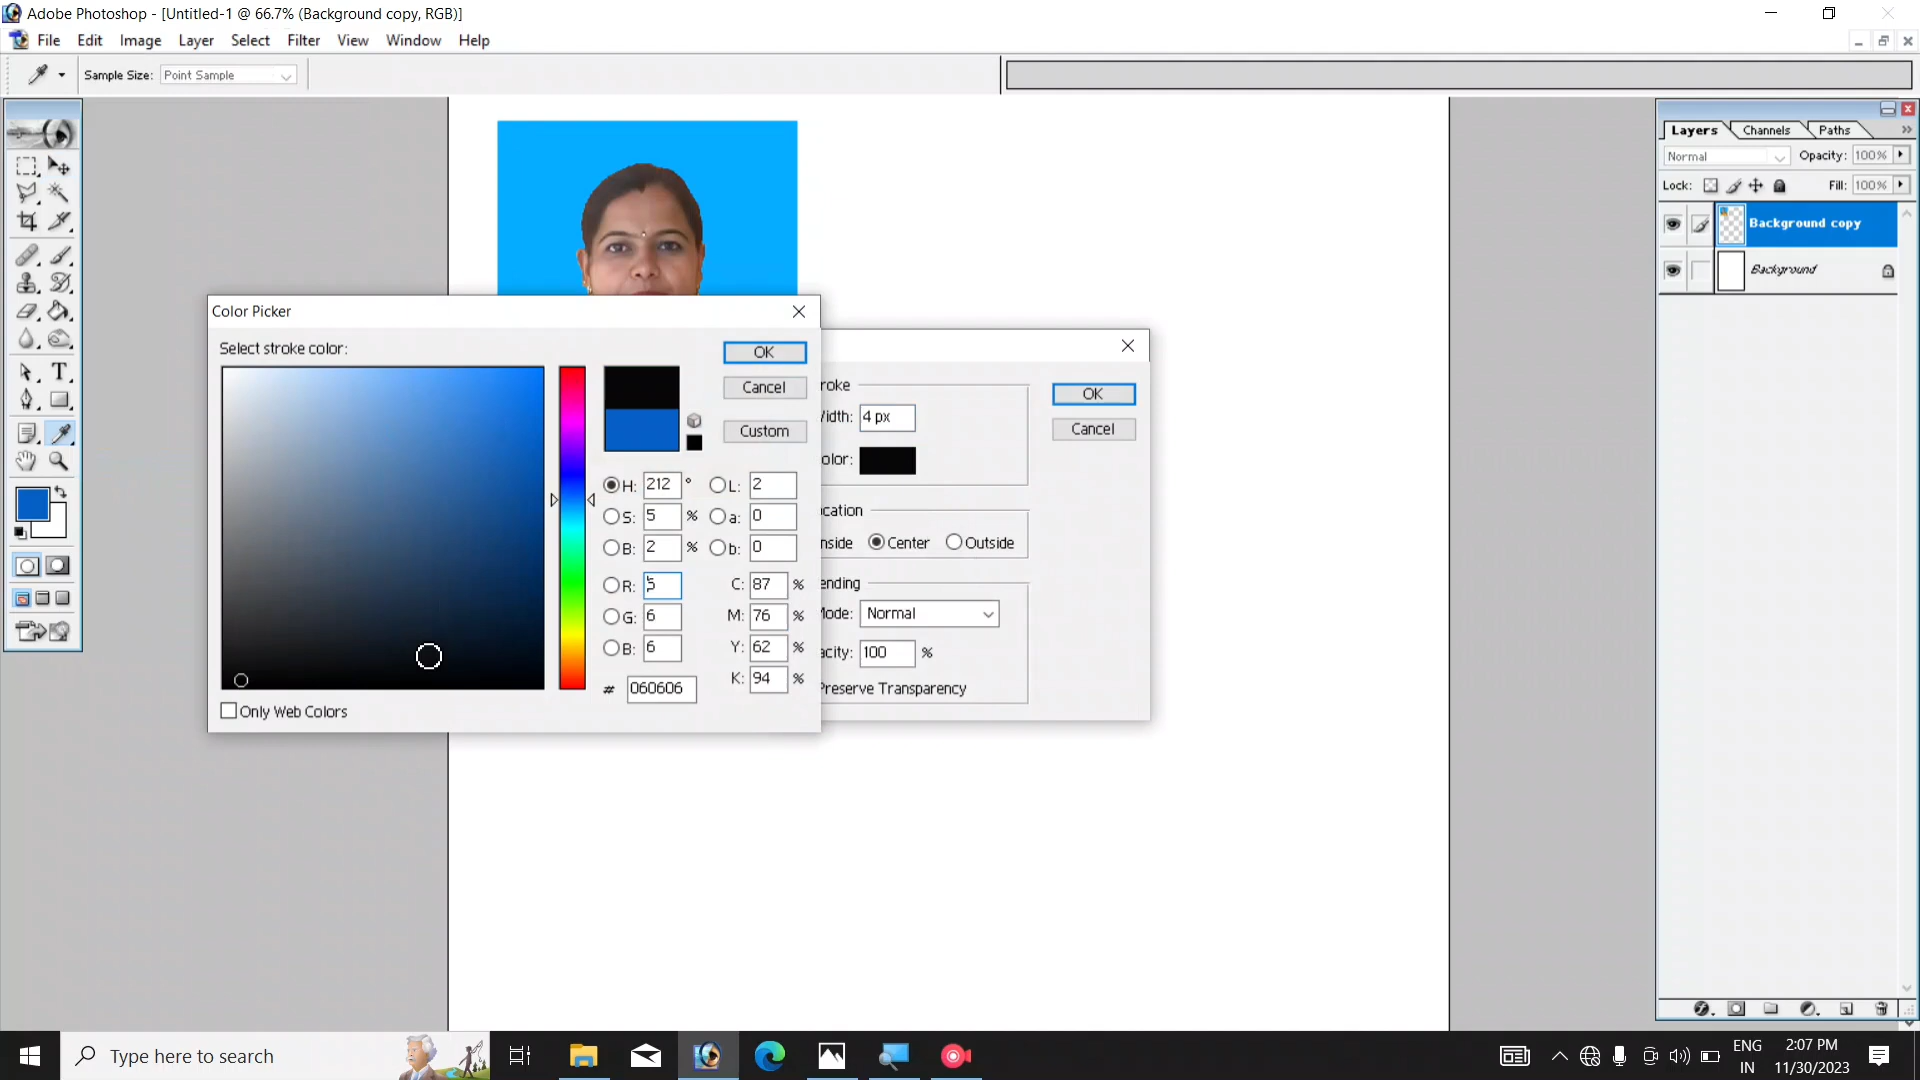 Adobe Photoshop - [Untitled-1 @ 66.7% (Background copy, RGB)]
File Edit Image Layer Select Filter View Window Help
Sample Size: Point Sample
Layers Channels Paths
Normal Opacity: 100%
Lock: Fill: 100%
Background copy
Background
Color Picker
Select stroke color:
OK
Cancel
Custom
H: 212 ° L: 2
S: 5 % a: 0
B: 2 % b: 0
R: 5 C: 87 %
G: 6 M: 76 %
B: 6 Y: 62 %
# 060606 K: 94 %
Only Web Colors
roke
idth: 4 px
olor:
OK
Cancel
cation
nside Center Outside
ending
lode: Normal
acity: 100 %
Preserve Transparency
T
Type here to search
ENG
IN
2:07 PM
11/30/2023